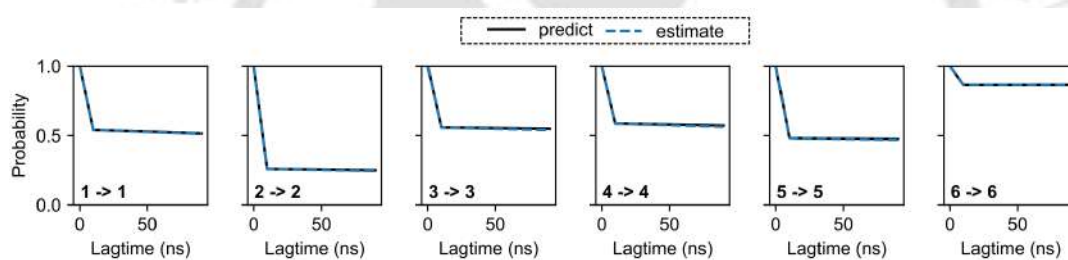 predict estimate
Probability
1.0
0.5
0.0
1 -> 1
2 -> 2
3 -> 3
4 -> 4
5 -> 5
6 -> 6
0 50
0 50
0 50
0 50
0 50
0 50
Lagtime (ns)
Lagtime (ns)
Lagtime (ns)
Lagtime (ns)
Lagtime (ns)
Lagtime (ns)